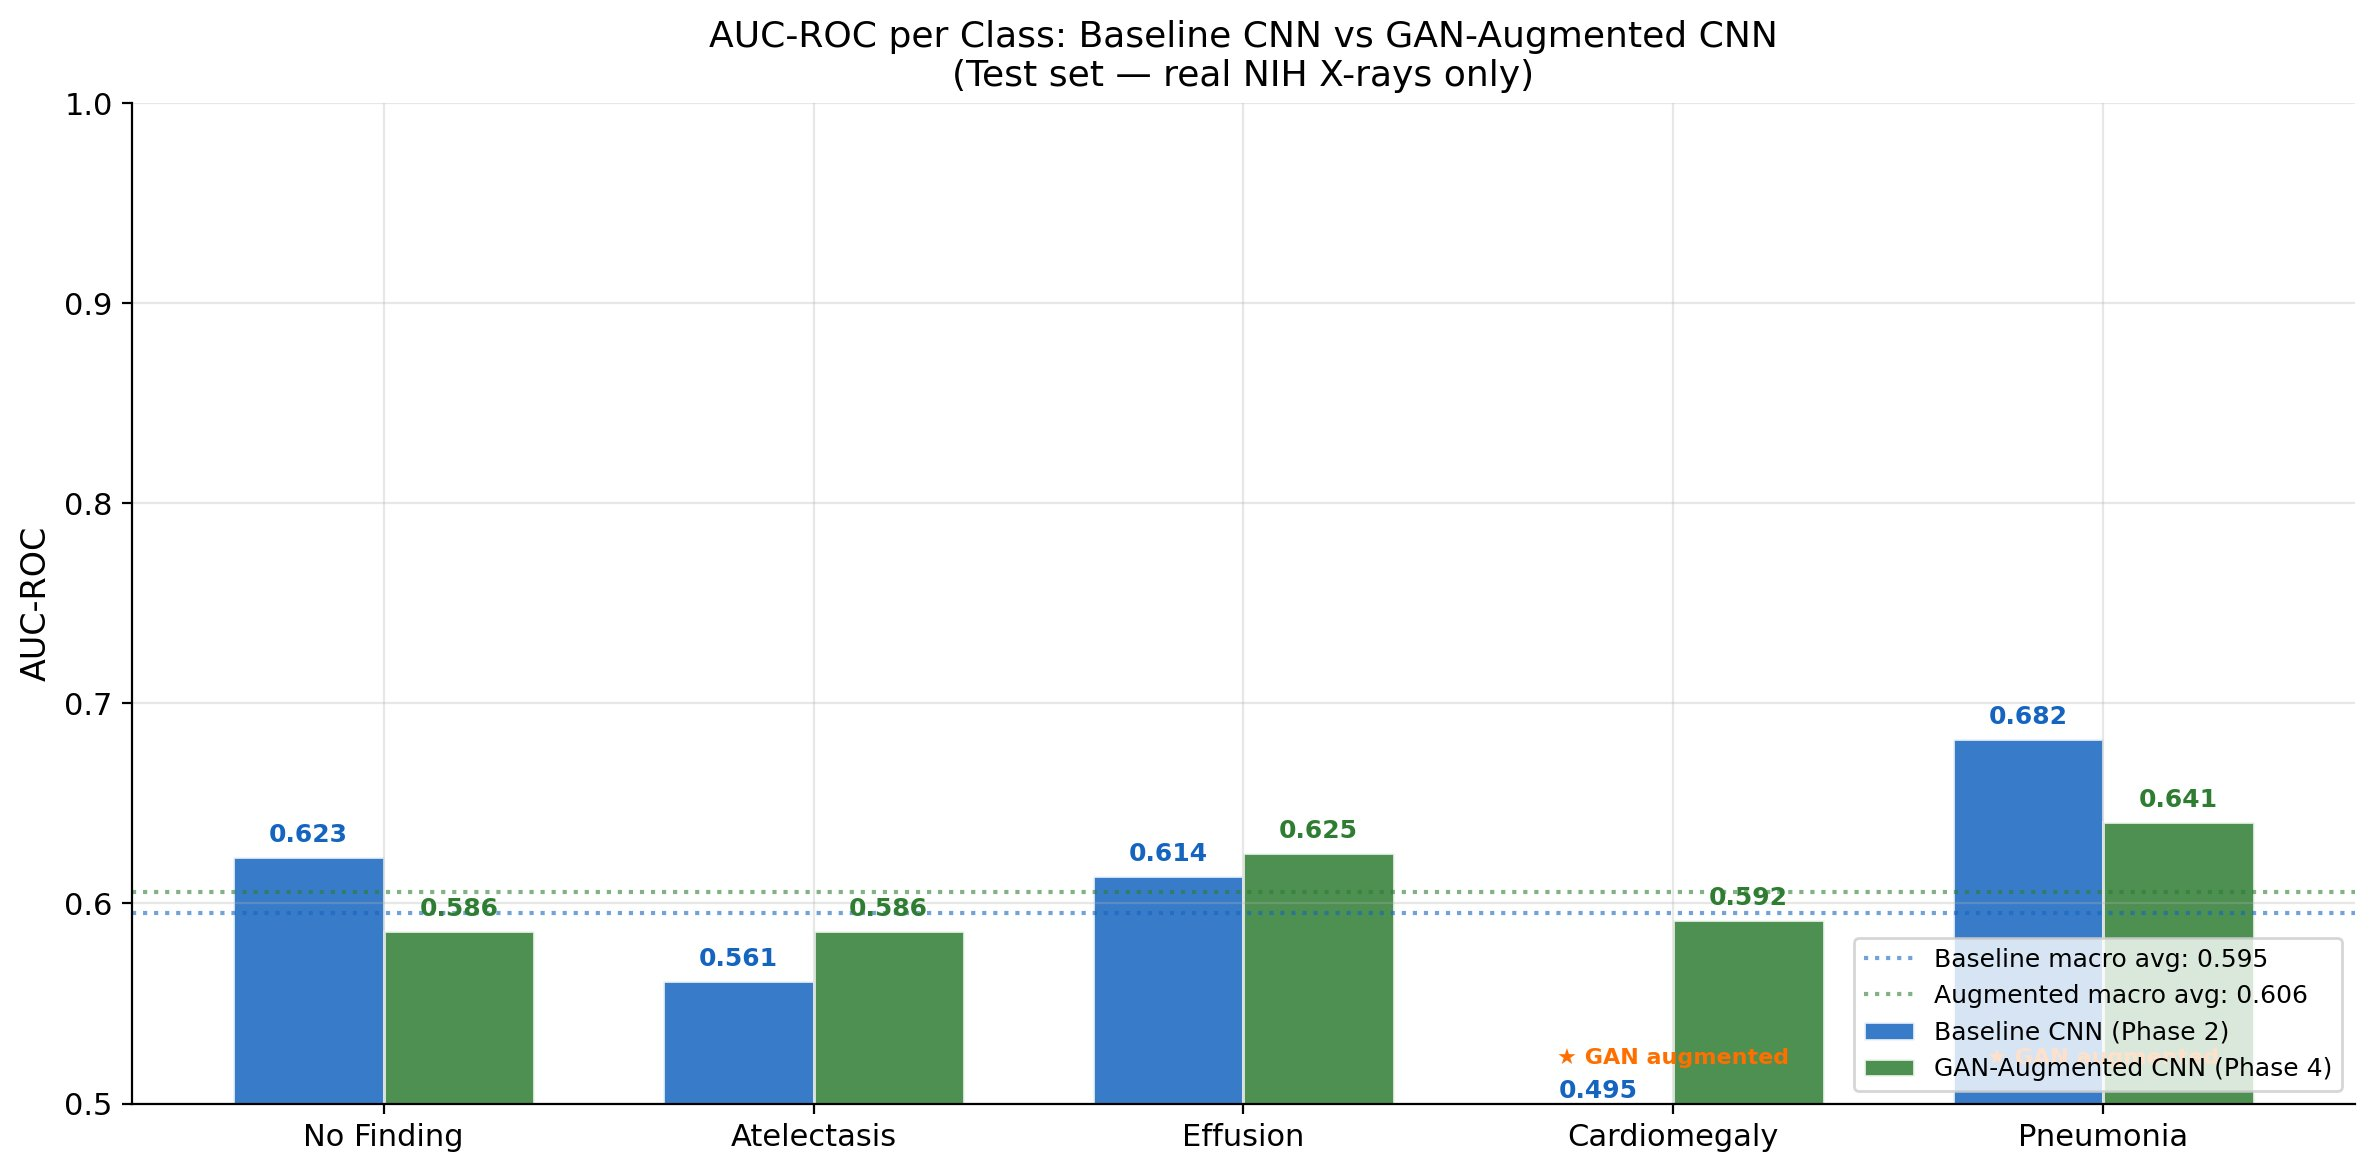 AUC-ROC per Class: Baseline CNN vs GAN-Augmented CNN
(Test set — real NIH X-rays only)
AUC-ROC
1.0
0.9
0.8
0.7
0.6
0.5
0.623
0.586
0.561
0.586
0.614
0.625
0.495
0.592
0.682
0.641
★ GAN augmented
★ GAN augmented
Baseline macro avg: 0.595
Augmented macro avg: 0.606
Baseline CNN (Phase 2)
GAN-Augmented CNN (Phase 4)
No Finding
Atelectasis
Effusion
Cardiomegaly
Pneumonia